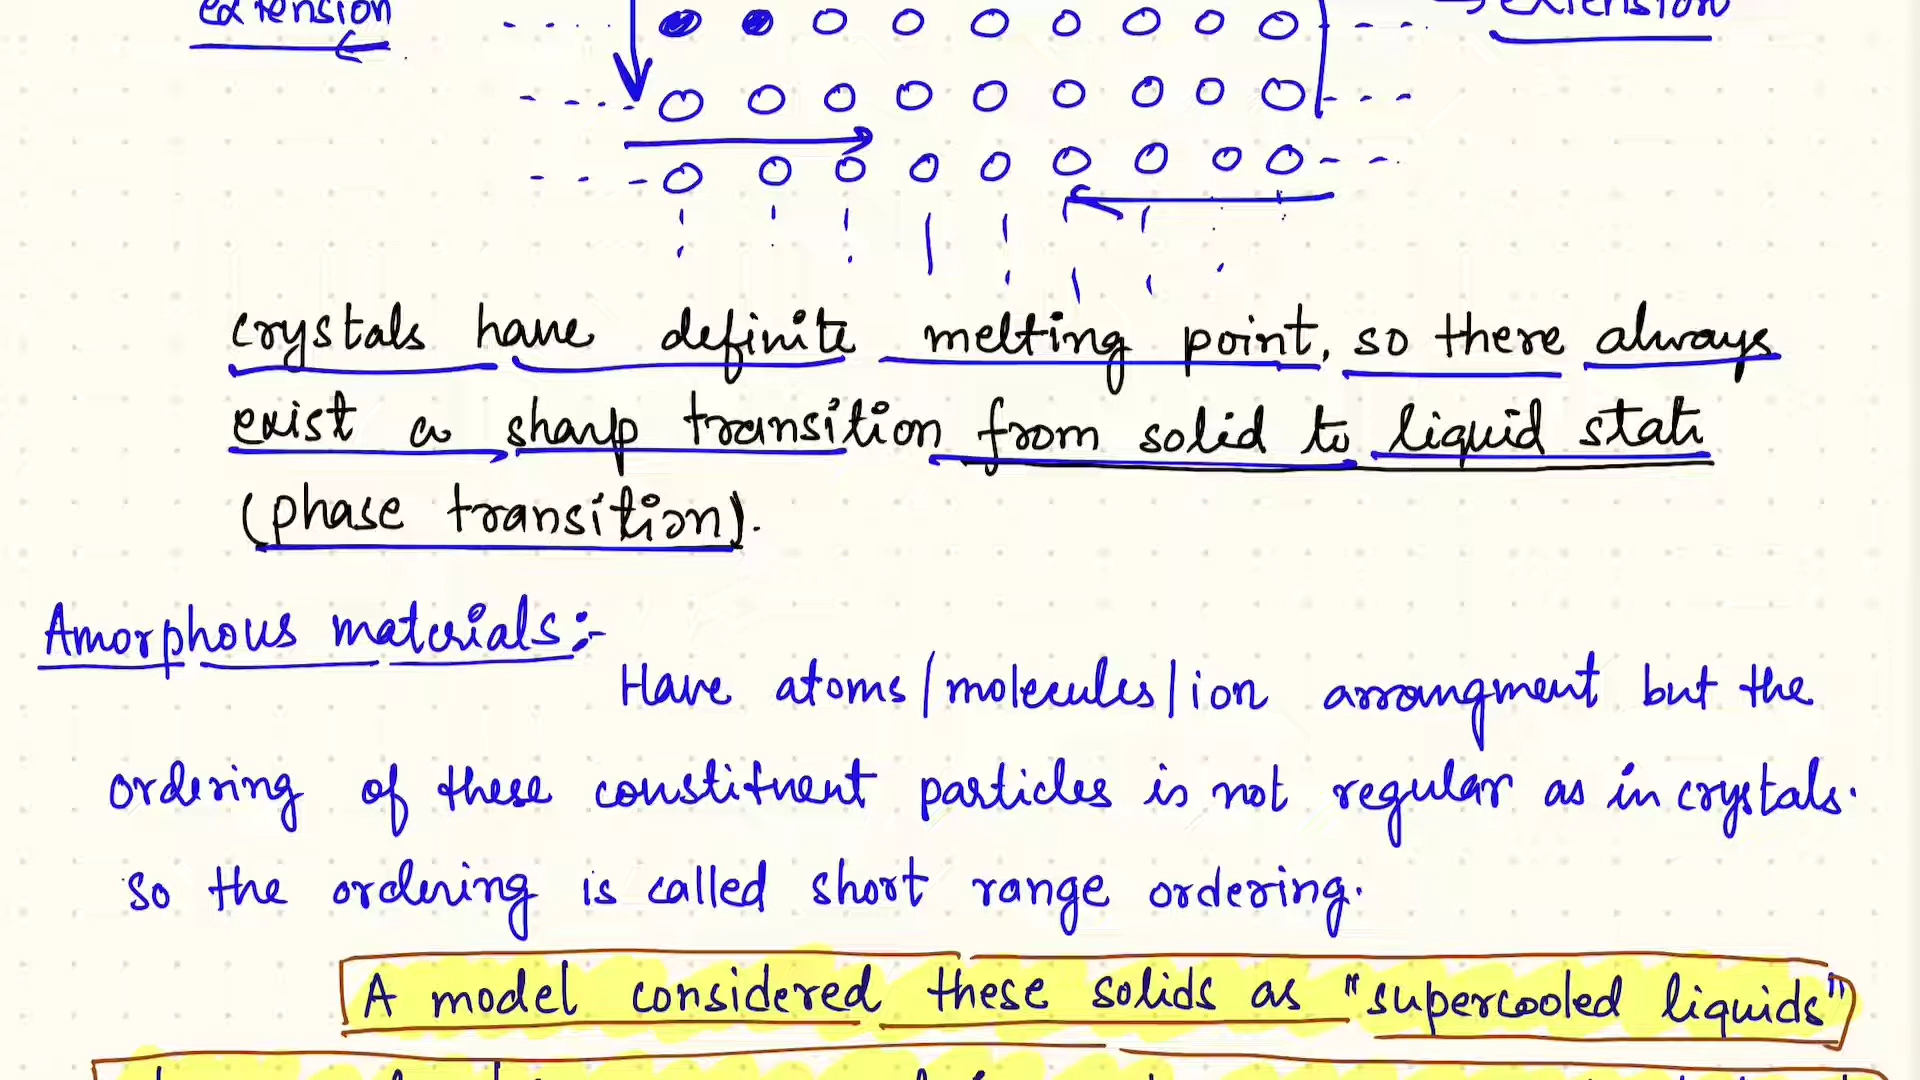 extension
extension
crystals have definite melting point, so there always
exist a sharp transition from solid to liquid state
(phase transition).
Amorphous materials:-
Have atoms/molecules/ion arrangment but the
ordering of these constituent particles is not regular as in crystals.
so the ordering is called short range ordering.
A model considered these solids as "supercooled liquids"